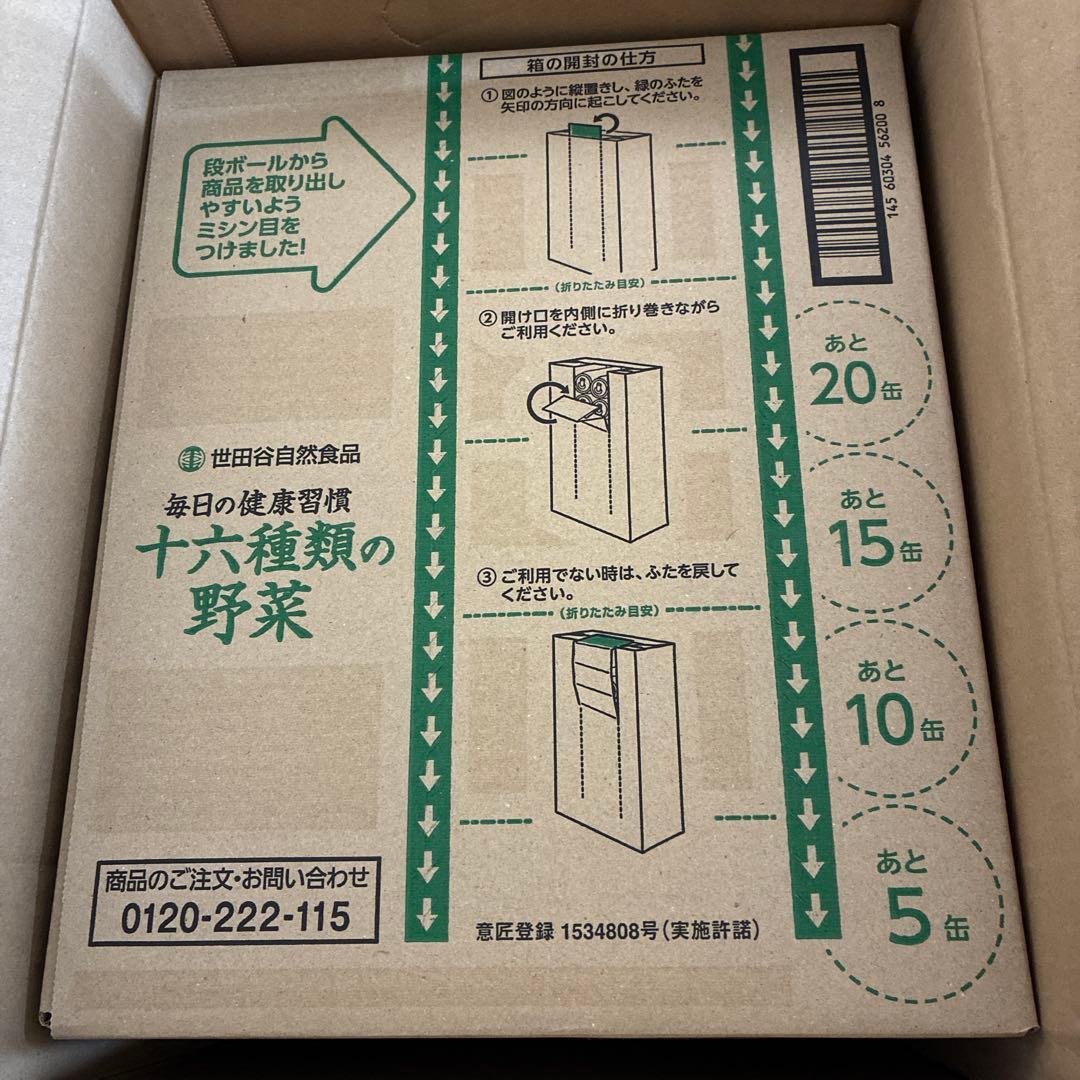 段ボールから
商品を取り出し
やすいよう
ミシン目を
つけました!
世田谷自然食品
毎日の健康習慣
十六種類の
野菜
商品のご注文・お問い合わせ
0120-222-115
箱の開封の仕方
① 図のように縦置きし、緑のふたを
矢印の方向に起こしてください。
(折りたたみ目安)
② 開け口を内側に折り巻きながら
ご利用ください。
③ ご利用でない時は、ふたを戻して
ください。
(折りたたみ目安)
意匠登録 1534808号(実施許諾)
145 60304 56200 8
あと
20缶
あと
15缶
あと
10缶
あと
5缶